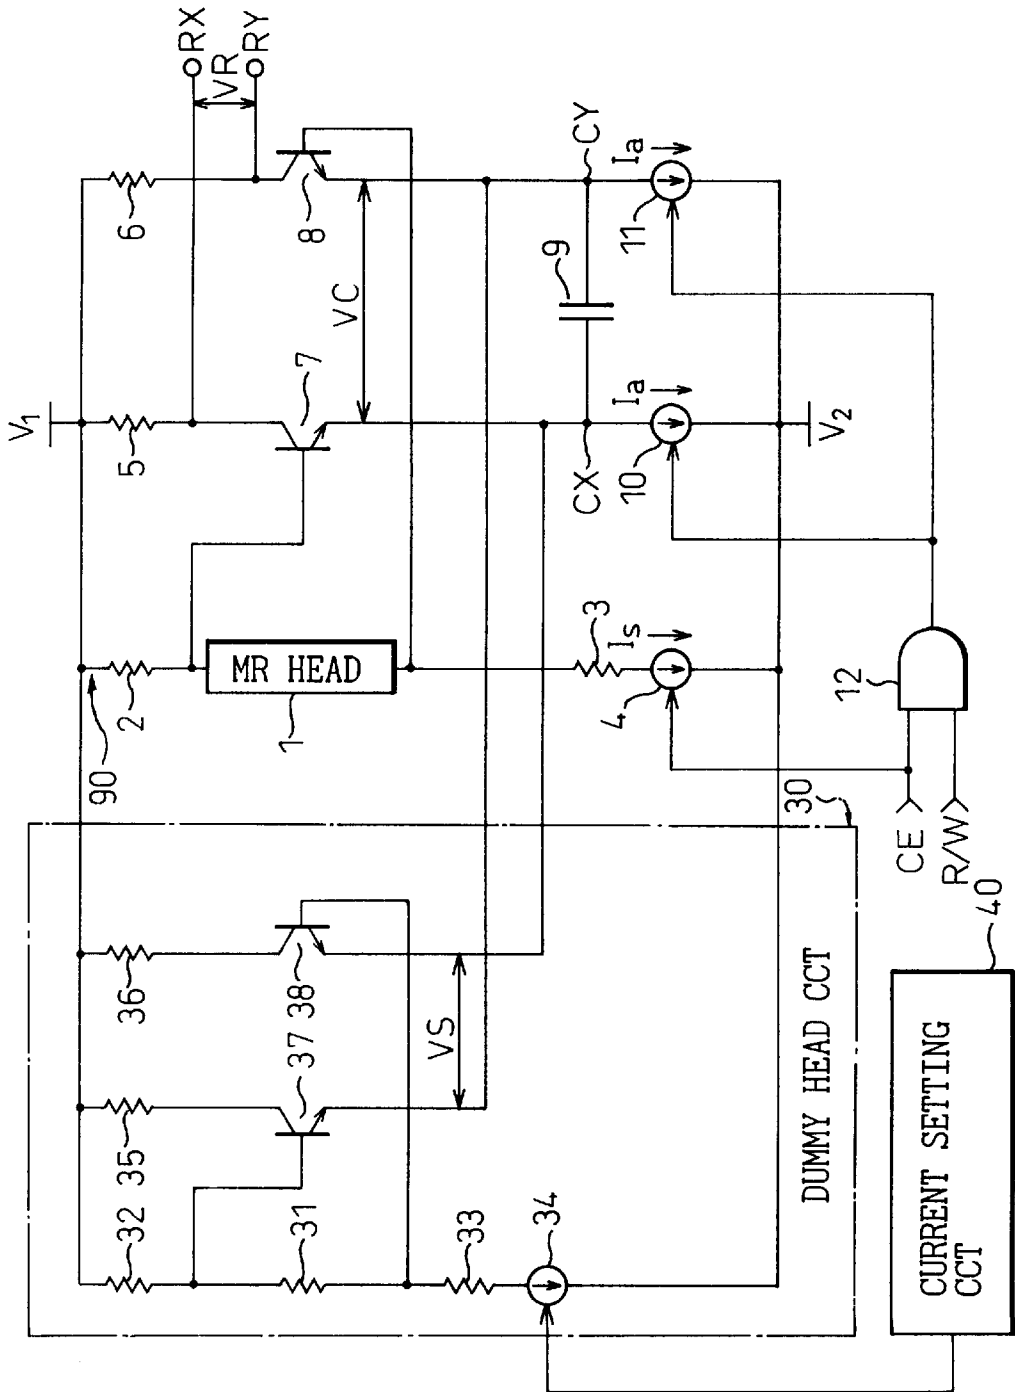 V1
90
2
MR HEAD
1
3
Is
4
5
7
6
8
RX
VR
RY
VC
9
CX
CY
10
Ia
11
Ia
V2
12
CE
R/W
30
32
35
36
31
37
38
VS
33
34
DUMMY HEAD CCT
40
CURRENT SETTING
CCT